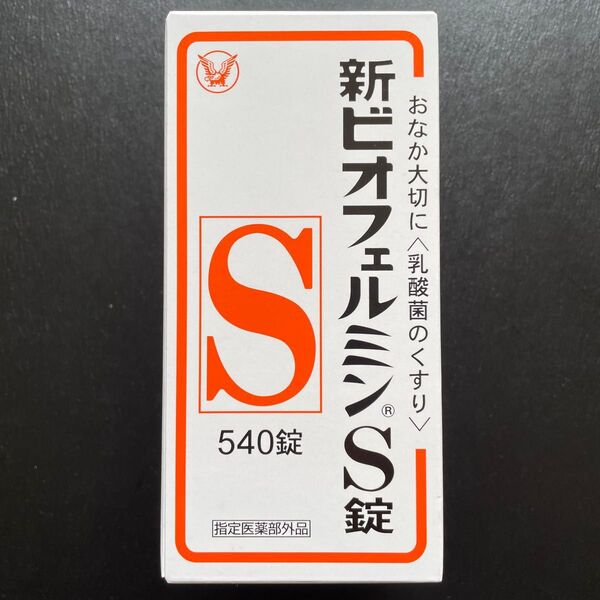 おなか大切に〈乳酸菌のくすり〉
新ビオフェルミン®S錠
S
540錠
指定医薬部外品